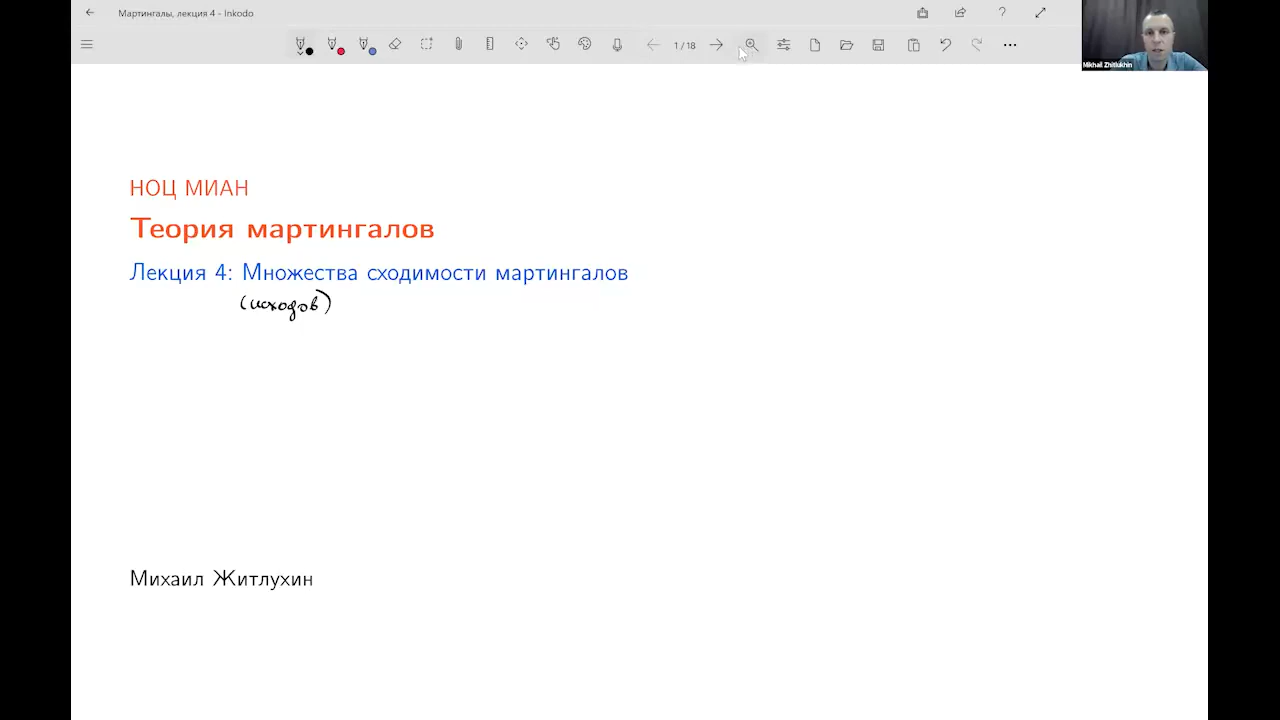 Мартингалы, лекция 4 - Inkodo
1 / 18
Mikhail Zhitlukhin
НОЦ МИАН
Теория мартингалов
Лекция 4: Множества сходимости мартингалов
(исходов)
Михаил Житлухин